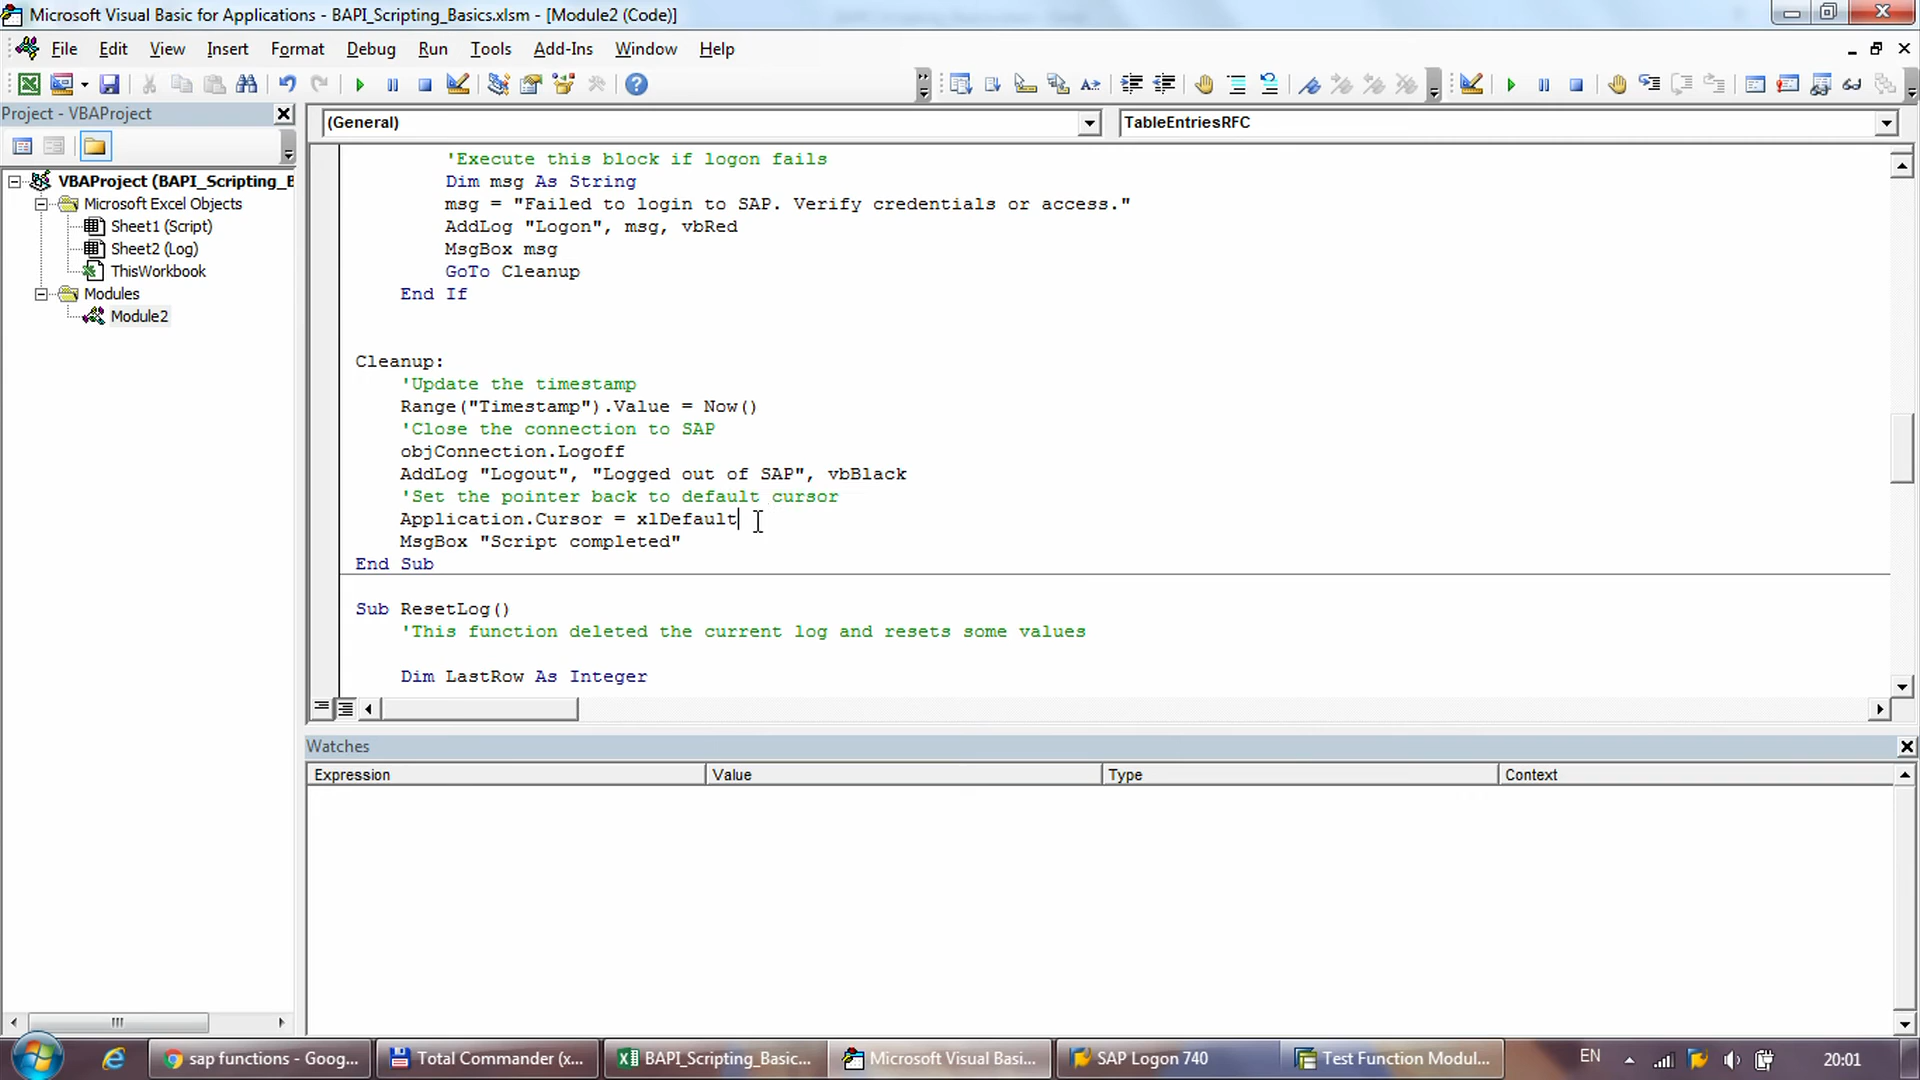 Microsoft Visual Basic for Applications - BAPI_Scripting_Basics.xlsm - [Module2 (Code)]
File Edit View Insert Format Debug Run Tools Add-Ins Window Help
Project - VBAProject
(General)
TableEntriesRFC
VBAProject (BAPI_Scripting_B
Microsoft Excel Objects
Sheet1 (Script)
Sheet2 (Log)
ThisWorkbook
Modules
Module2
'Execute this block if logon fails
Dim msg As String
msg = "Failed to login to SAP. Verify credentials or access."
AddLog "Logon", msg, vbRed
MsgBox msg
GoTo Cleanup
End If
Cleanup:
'Update the timestamp
Range("Timestamp").Value = Now()
'Close the connection to SAP
objConnection.Logoff
AddLog "Logout", "Logged out of SAP", vbBlack
'Set the pointer back to default cursor
Application.Cursor = xlDefault
MsgBox "Script completed"
End Sub
Sub ResetLog()
'This function deleted the current log and resets some values
Dim LastRow As Integer
Watches
Expression Value Type Context
sap functions - Goog... Total Commander (x... BAPI_Scripting_Basic... Microsoft Visual Basi... SAP Logon 740 Test Function Modul... EN 20:01